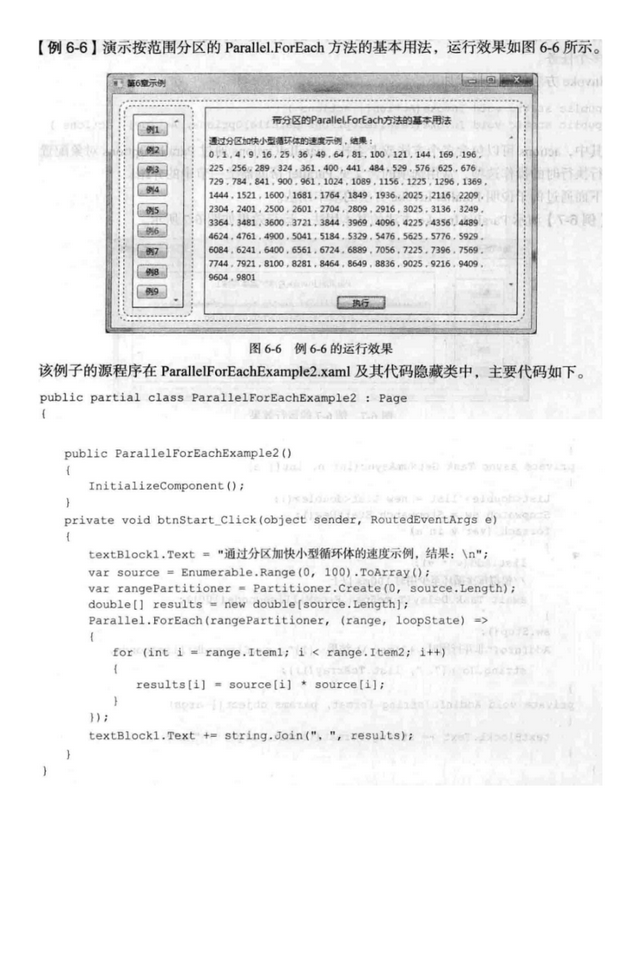 【例 6-6】演示按范围分区的 Parallel.ForEach 方法的基本用法，运行效果如图 6-6 所示。
第6章示例
例1
例2
例3
例4
例5
例6
例7
例8
例9
带分区的Parallel.ForEach方法的基本用法
通过分区加快小型循环体的速度示例，结果：
0、1、4、9、16、25、36、49、64、81、100、121、144、169、196、
225、256、289、324、361、400、441、484、529、576、625、676、
729、784、841、900、961、1024、1089、1156、1225、1296、1369、
1444、1521、1600、1681、1764、1849、1936、2025、2116、2209、
2304、2401、2500、2601、2704、2809、2916、3025、3136、3249、
3364、3481、3600、3721、3844、3969、4096、4225、4356、4489、
4624、4761、4900、5041、5184、5329、5476、5625、5776、5929、
6084、6241、6400、6561、6724、6889、7056、7225、7396、7569、
7744、7921、8100、8281、8464、8649、8836、9025、9216、9409、
9604、9801
执行
图 6-6 例 6-6 的运行效果
该例子的源程序在 ParallelForEachExample2.xaml 及其代码隐藏类中，主要代码如下。
public partial class ParallelForEachExample2 : Page
{
public ParallelForEachExample2()
{
InitializeComponent();
}
private void btnStart_Click(object sender, RoutedEventArgs e)
{
textBlock1.Text = "通过分区加快小型循环体的速度示例，结果：\n";
var source = Enumerable.Range(0, 100).ToArray();
var rangePartitioner = Partitioner.Create(0, source.Length);
double[] results = new double[source.Length];
Parallel.ForEach(rangePartitioner, (range, loopState) =>
{
for (int i = range.Item1; i < range.Item2; i++)
{
results[i] = source[i] * source[i];
}
});
textBlock1.Text += string.Join("、", results);
}
}